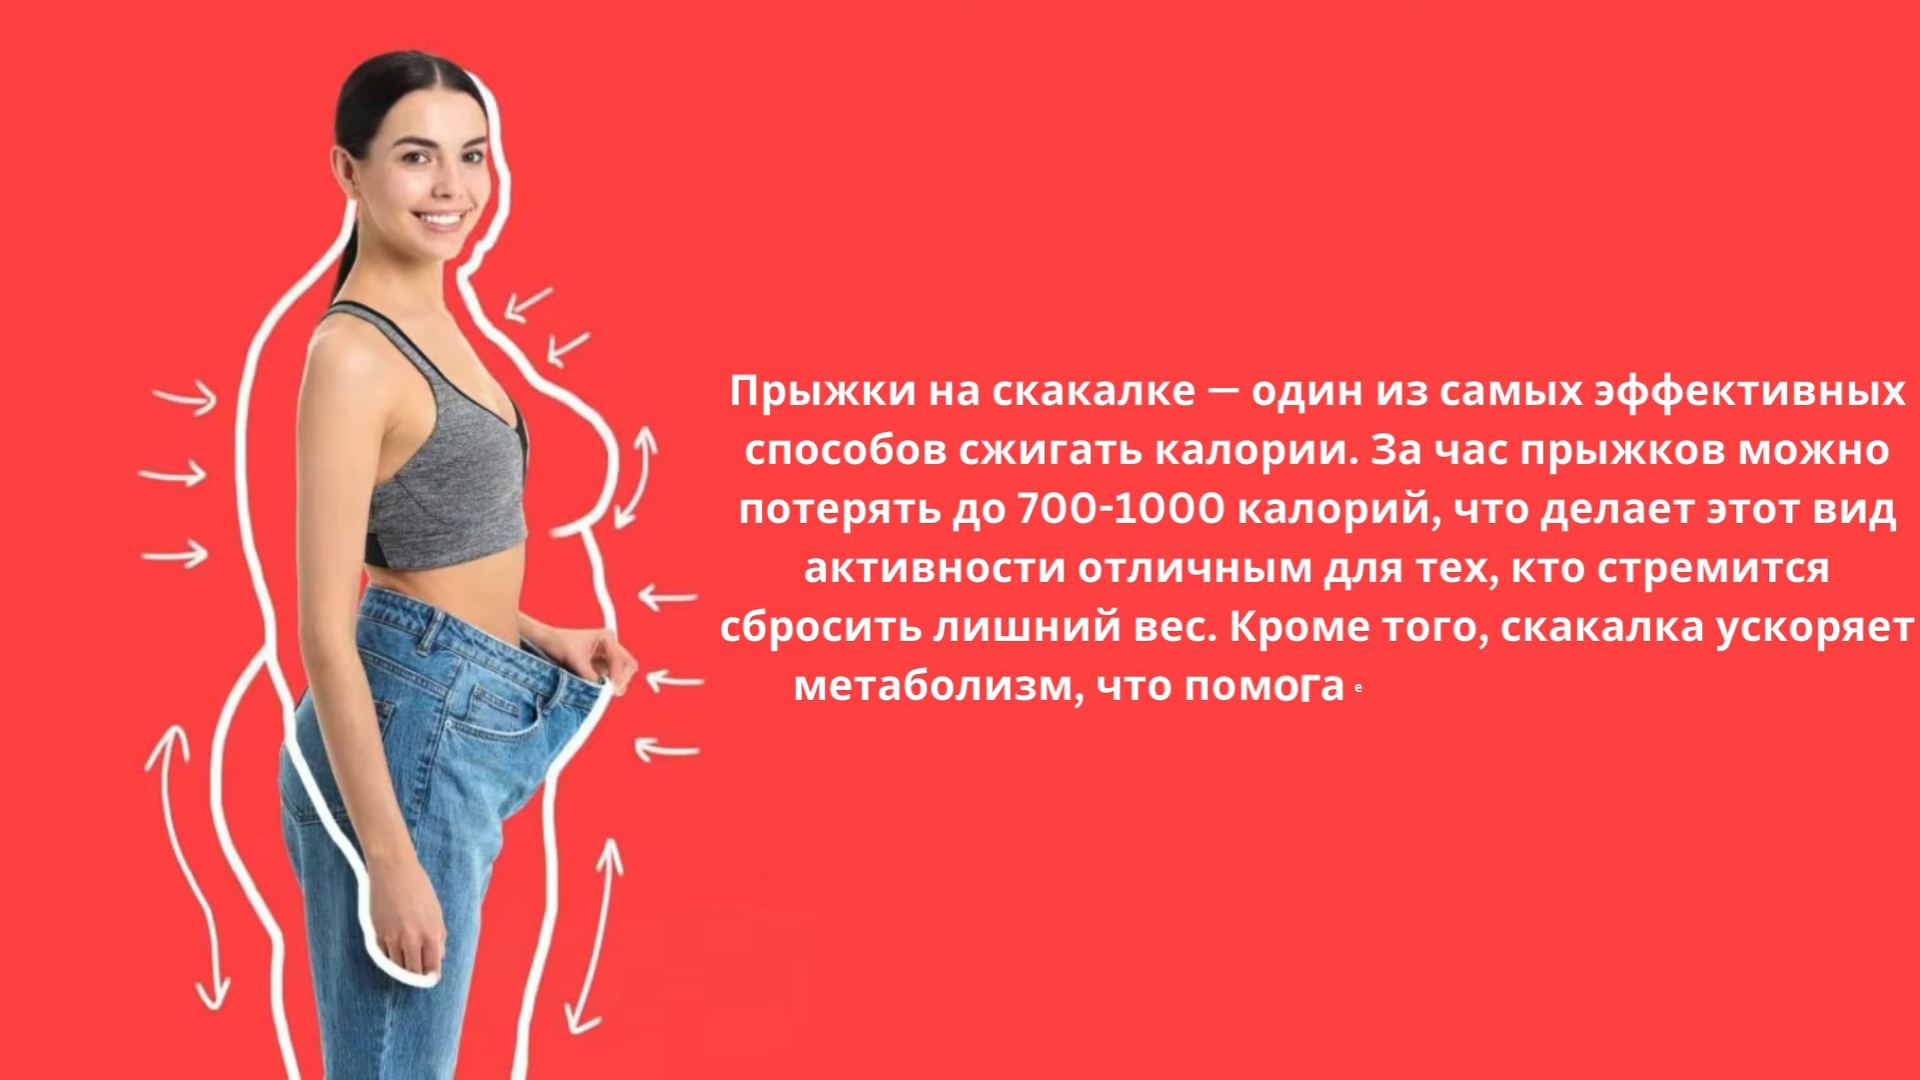 Прыжки на скакалке — один из самых эффективных
способов сжигать калории. За час прыжков можно
потерять до 700-1000 калорий, что делает этот вид
активности отличным для тех, кто стремится
сбросить лишний вес. Кроме того, скакалка ускоряет
метаболизм, что помогае